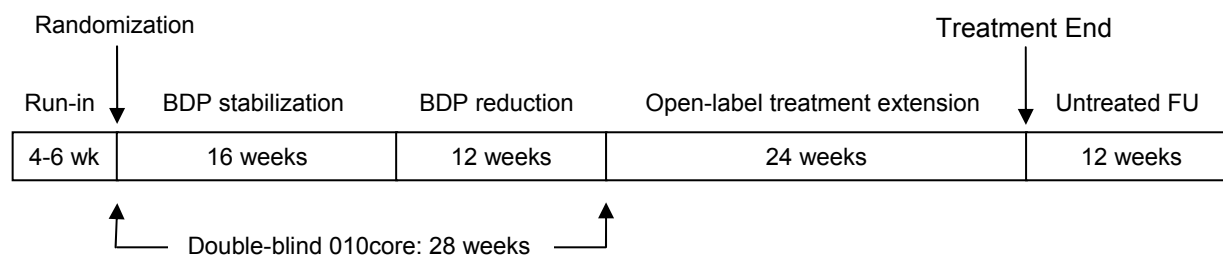 Randomization
Treatment End
Run-in BDP stabilization BDP reduction Open-label treatment extension Untreated FU
4-6 wk 16 weeks 12 weeks 24 weeks 12 weeks
Double-blind 010core: 28 weeks